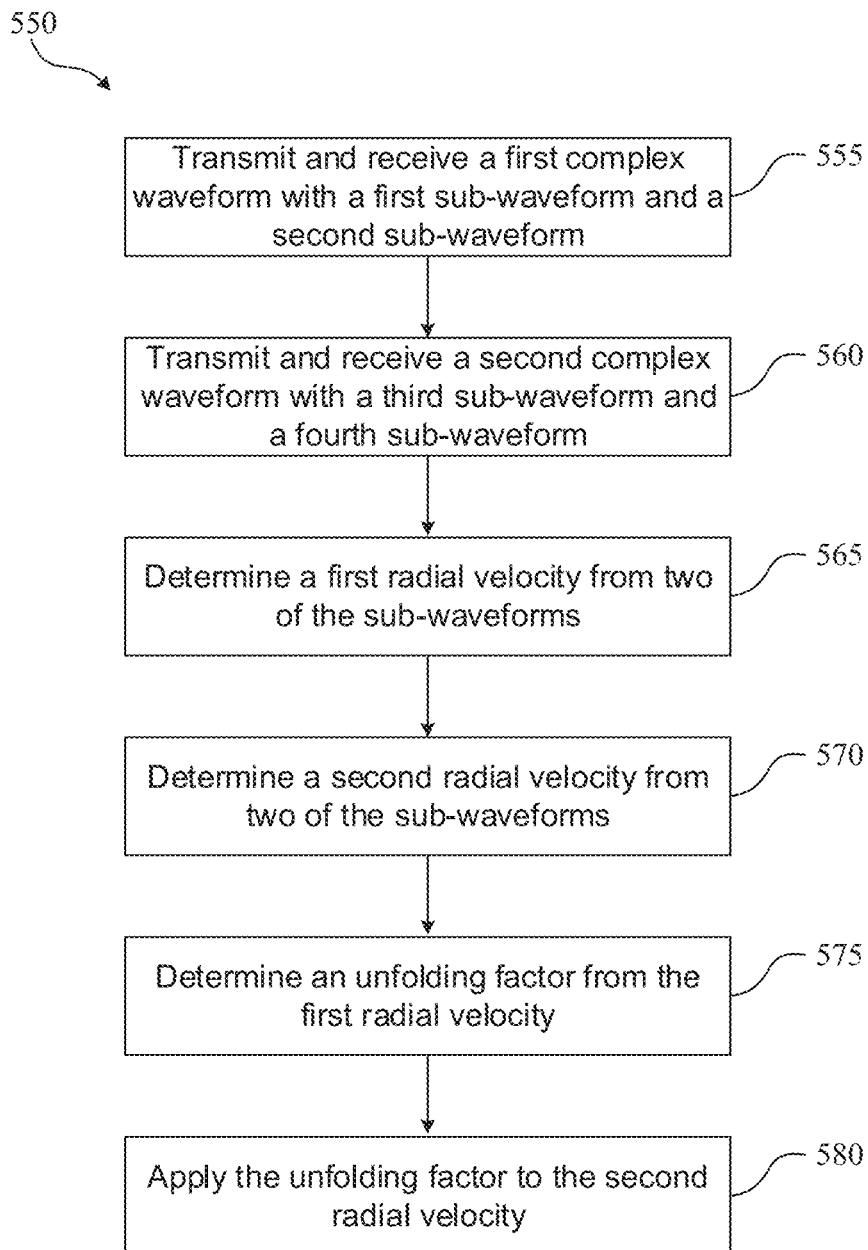 550
Transmit and receive a first complex
waveform with a first sub-waveform and a
second sub-waveform
555
Transmit and receive a second complex
waveform with a third sub-waveform and
a fourth sub-waveform
560
Determine a first radial velocity from two
of the sub-waveforms
565
Determine a second radial velocity from
two of the sub-waveforms
570
Determine an unfolding factor from the
first radial velocity
575
Apply the unfolding factor to the second
radial velocity
580